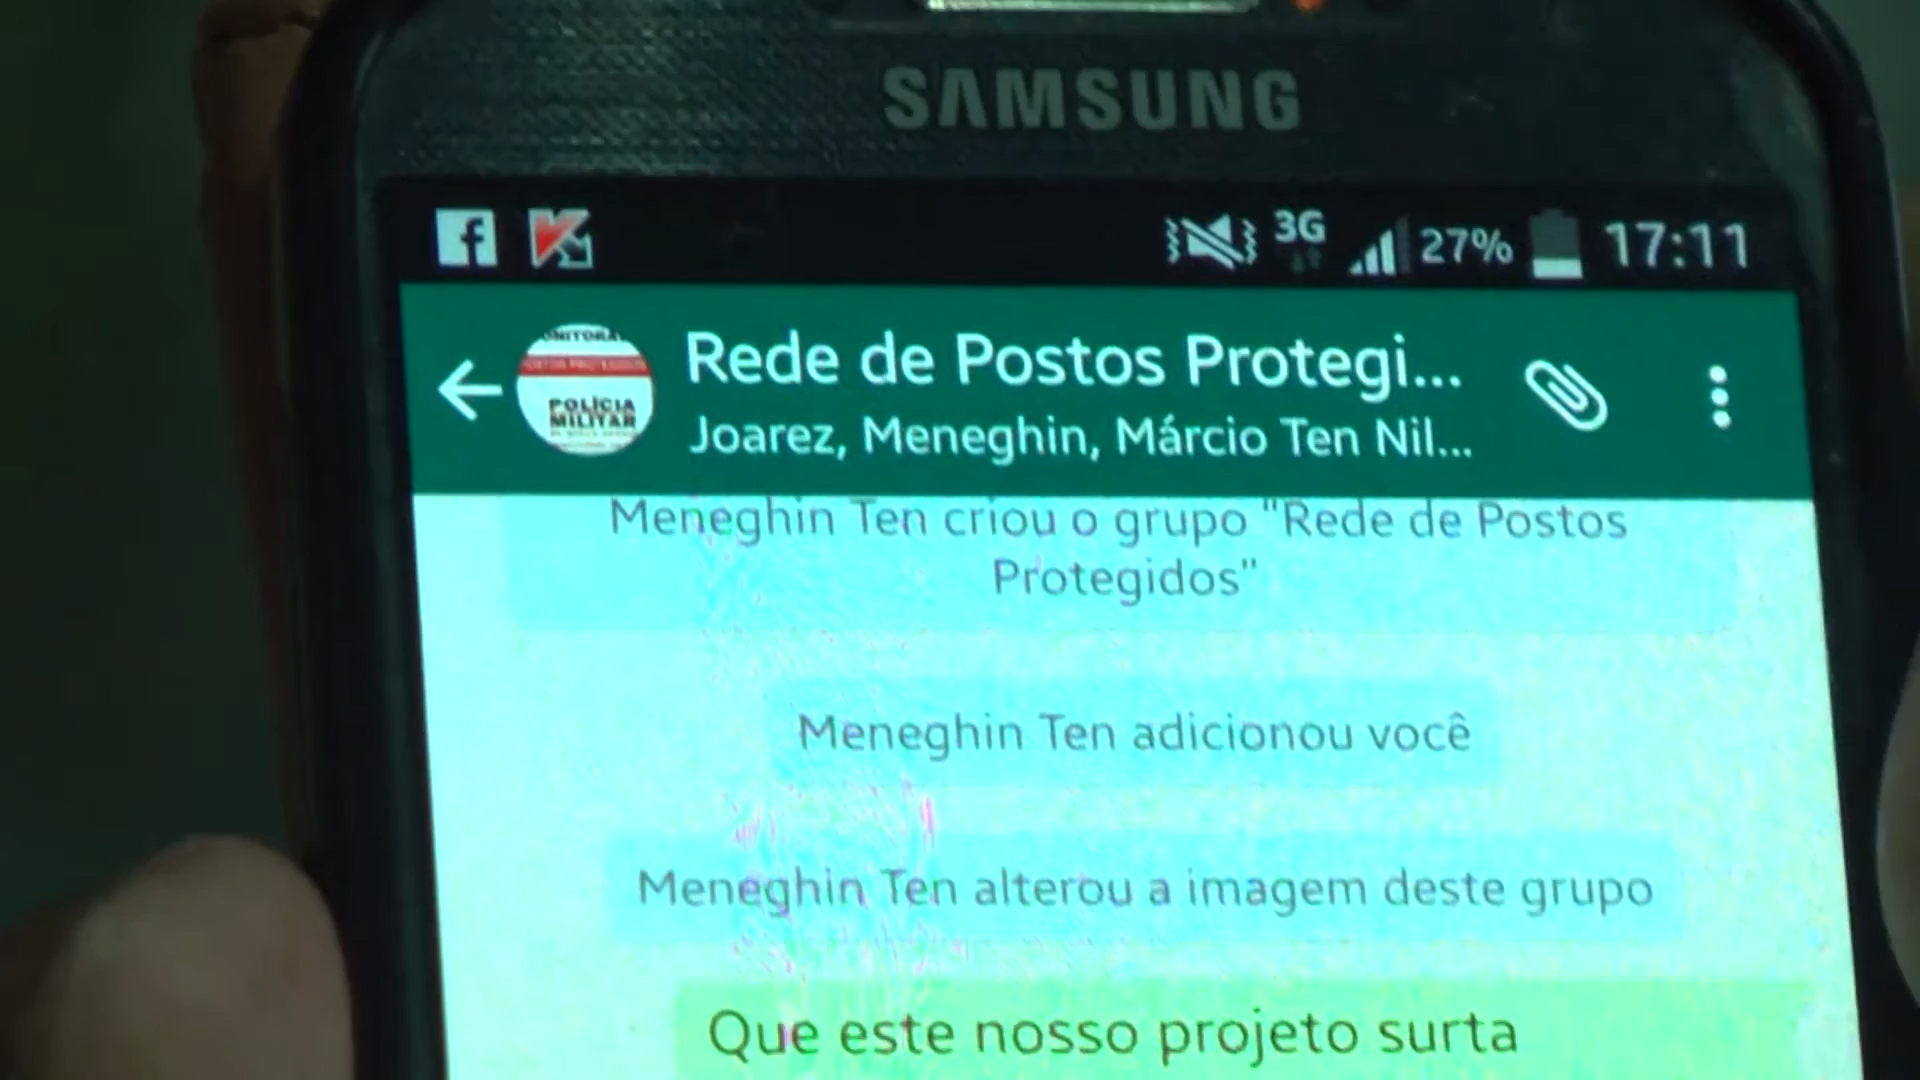 SAMSUNG
3G 27% 17:11
Rede de Postos Protegi...
Joarez, Meneghin, Márcio Ten Nil...
POLÍCIA
MILITAR
Meneghin Ten criou o grupo "Rede de Postos
Protegidos"
Meneghin Ten adicionou você
Meneghin Ten alterou a imagem deste grupo
Que este nosso projeto surta